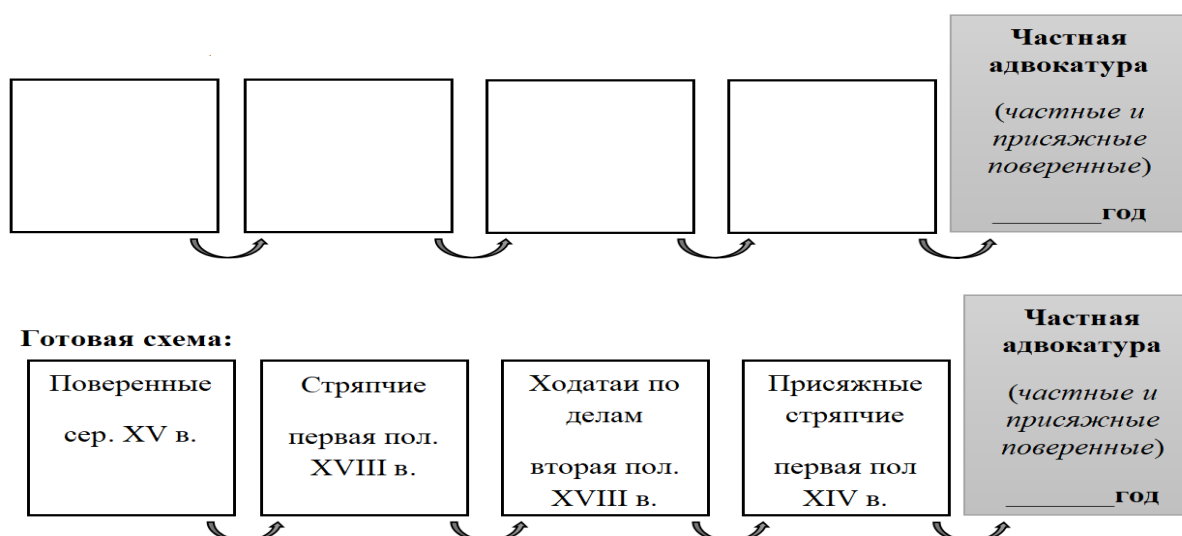 Частная
адвокатура
(частные и
присяжные
поверенные)
________год
Готовая схема:
Поверенные
сер. XV в.
Стряпчие
первая пол.
XVIII в.
Ходатаи по
делам
вторая пол.
XVIII в.
Присяжные
стряпчие
первая пол
XIV в.
Частная
адвокатура
(частные и
присяжные
поверенные)
________год